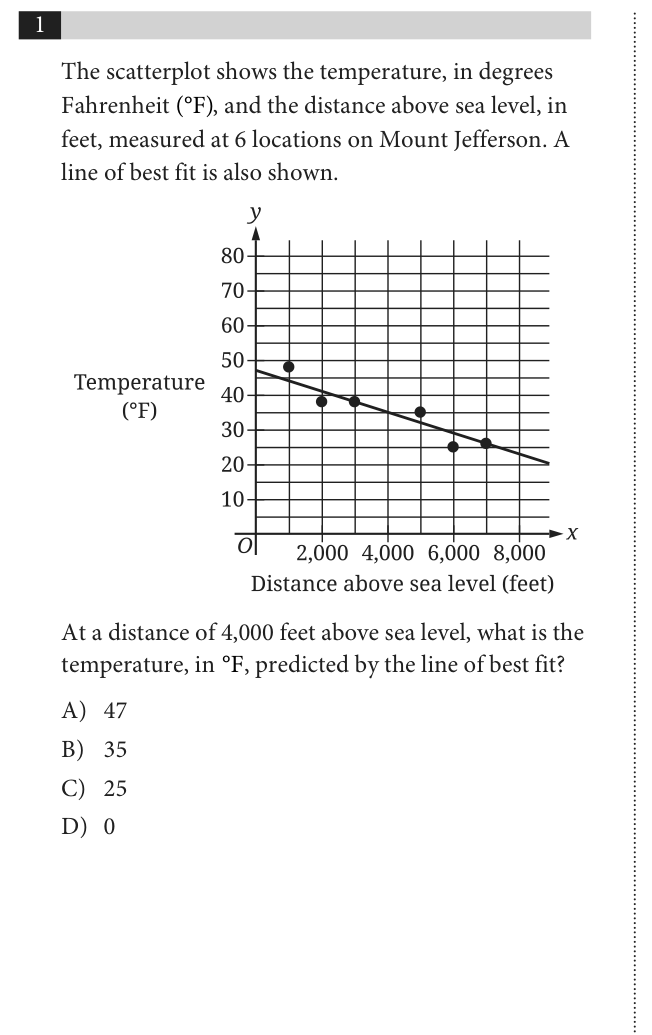 1
The scatterplot shows the temperature, in degrees
Fahrenheit (°F), and the distance above sea level, in
feet, measured at 6 locations on Mount Jefferson. A
line of best fit is also shown.
y
80
70
60
50
Temperature
(°F)
40
30
20
10
O
x
2,000 4,000 6,000 8,000
Distance above sea level (feet)
At a distance of 4,000 feet above sea level, what is the
temperature, in °F, predicted by the line of best fit?
A) 47
B) 35
C) 25
D) 0